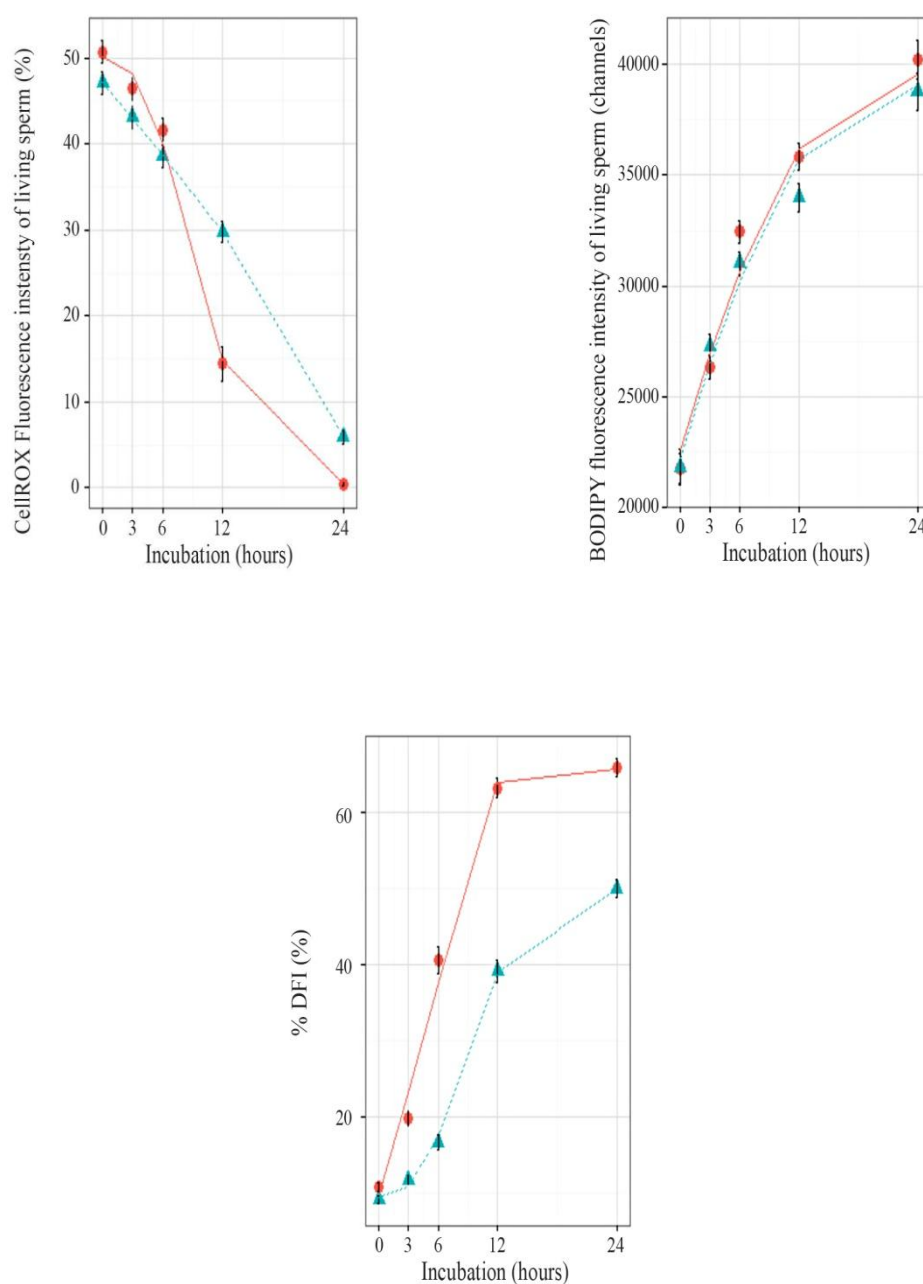 CellROX Fluorescence instensty of living sperm (%)
50
40
30
20
10
0
0 3 6 12 24
Incubation (hours)
BODIPY fluorescence intensity of living sperm (channels)
40000
35000
30000
25000
20000
0 3 6 12 24
Incubation (hours)
% DFI (%)
60
40
20
0 3 6 12 24
Incubation (hours)